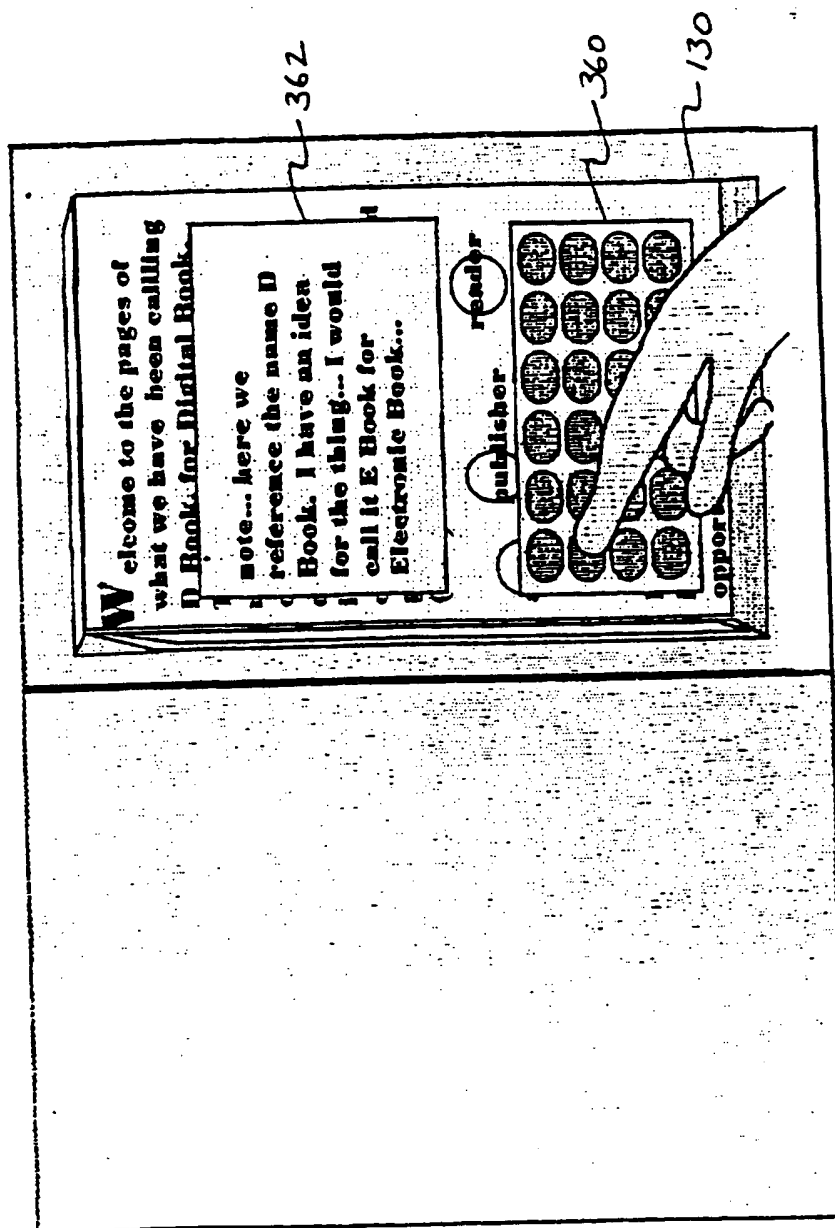 Welcome to the pages of
what we have been callling
D Book, for Digital Book.
note... here we
reference the name D
Book. I have an idea
for the thing... I would
call it E Book for
Electronic Book...
publisher
reader
oppor
362
360
130